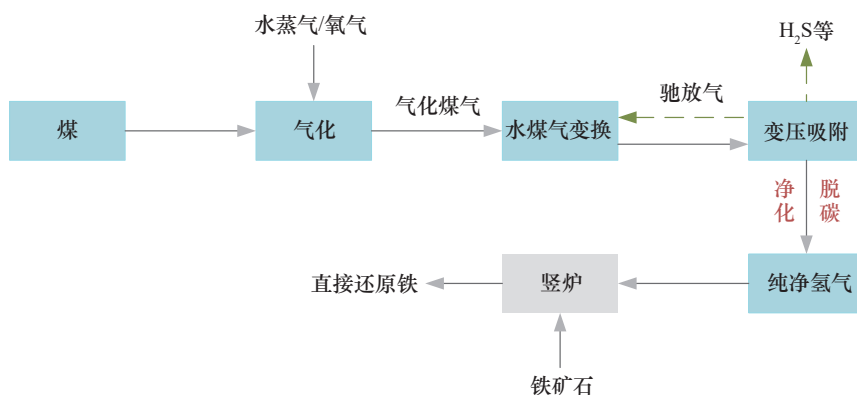 水蒸气/氧气
H₂S等
煤
气化
气化煤气
水煤气变换
驰放气
变压吸附
净化
脱碳
直接还原铁
竖炉
纯净氢气
铁矿石